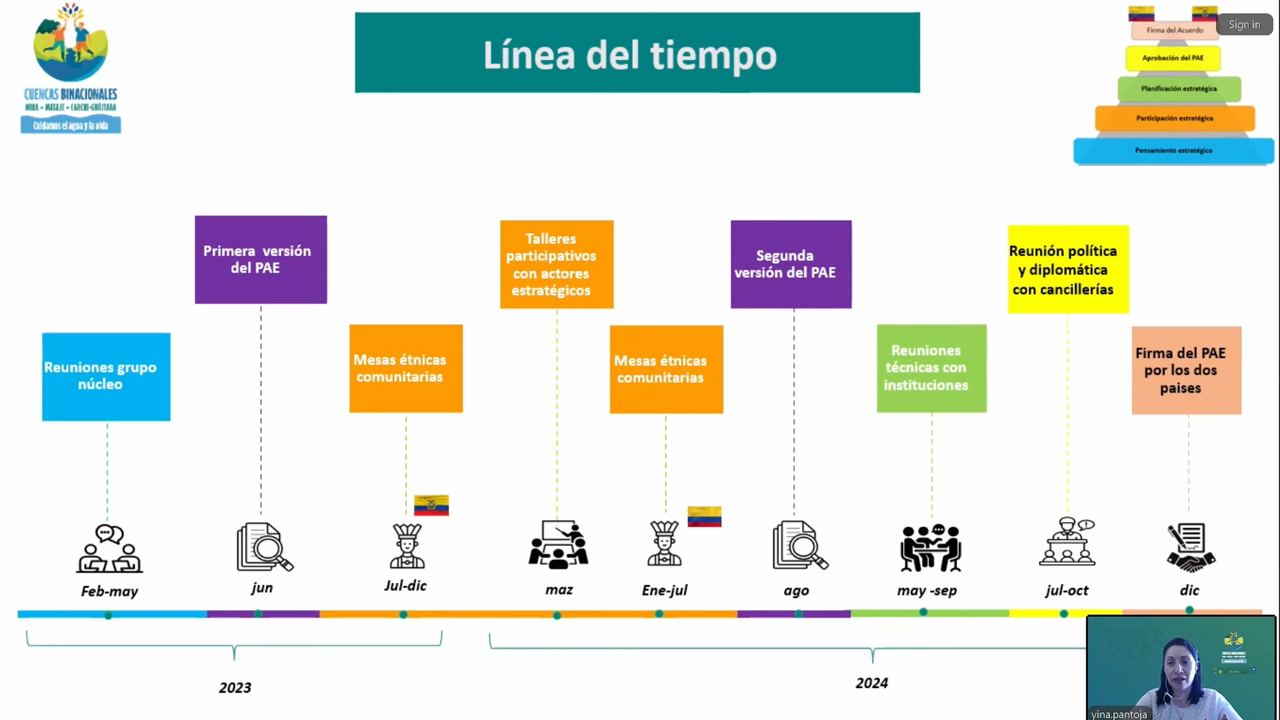 CUENCAS BINACIONALES
MIRA - MATAJE - CARCHI-GUÁITARA
Cuidamos el agua y la vida
Línea del tiempo
Sign in
Firma del Acuerdo
Aprobación del PAE
Planificación estratégica
Participación estratégica
Pensamiento estratégico
Reuniones grupo
núcleo
Primera versión
del PAE
Mesas étnicas
comunitarias
Talleres
participativos
con actores
estratégicos
Mesas étnicas
comunitarias
Segunda
versión del PAE
Reuniones
técnicas con
instituciones
Reunión política
y diplomática
con cancillerías
Firma del PAE
por los dos
paises
Feb-may
jun
Jul-dic
maz
Ene-jul
ago
may -sep
jul-oct
dic
2023
2024
yina.pantoja